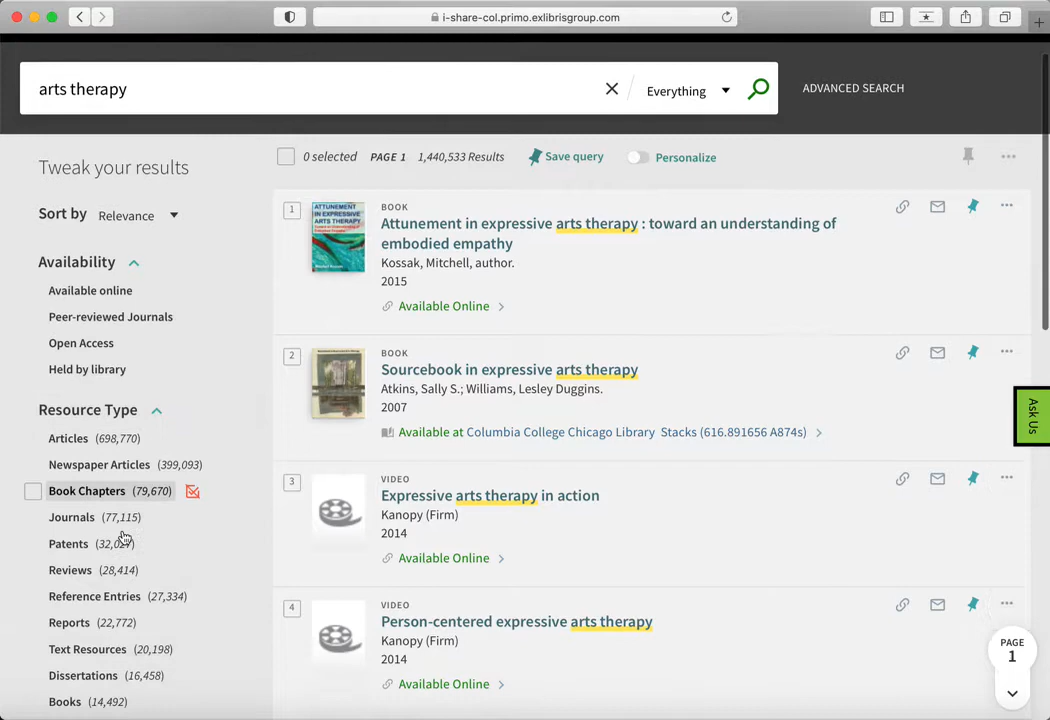 i-share-col.primo.exlibrisgroup.com
arts therapy
Everything
ADVANCED SEARCH
Tweak your results
0 selected PAGE 1 1,440,533 Results Save query Personalize
Sort by Relevance
Availability
Available online
Peer-reviewed Journals
Open Access
Held by library
Resource Type
Articles (698,770)
Newspaper Articles (399,093)
Book Chapters (79,670)
Journals (77,115)
Patents
Reviews (28,414)
Reference Entries (27,334)
Reports (22,772)
Text Resources (20,198)
Dissertations (16,458)
Books (14,492)
1
BOOK
ATTUNEMENT
IN EXPRESSIVE
ARTS THERAPY
Attunement in expressive arts therapy : toward an understanding of
embodied empathy
Kossak, Mitchell, author.
2015
Available Online
2
BOOK
Sourcebook in expressive arts therapy
Atkins, Sally S.; Williams, Lesley Duggins.
2007
Available at Columbia College Chicago Library Stacks (616.891656 A874s)
3
VIDEO
Expressive arts therapy in action
Kanopy (Firm)
2014
Available Online
4
VIDEO
Person-centered expressive arts therapy
Kanopy (Firm)
2014
Available Online
Ask Us
PAGE
1